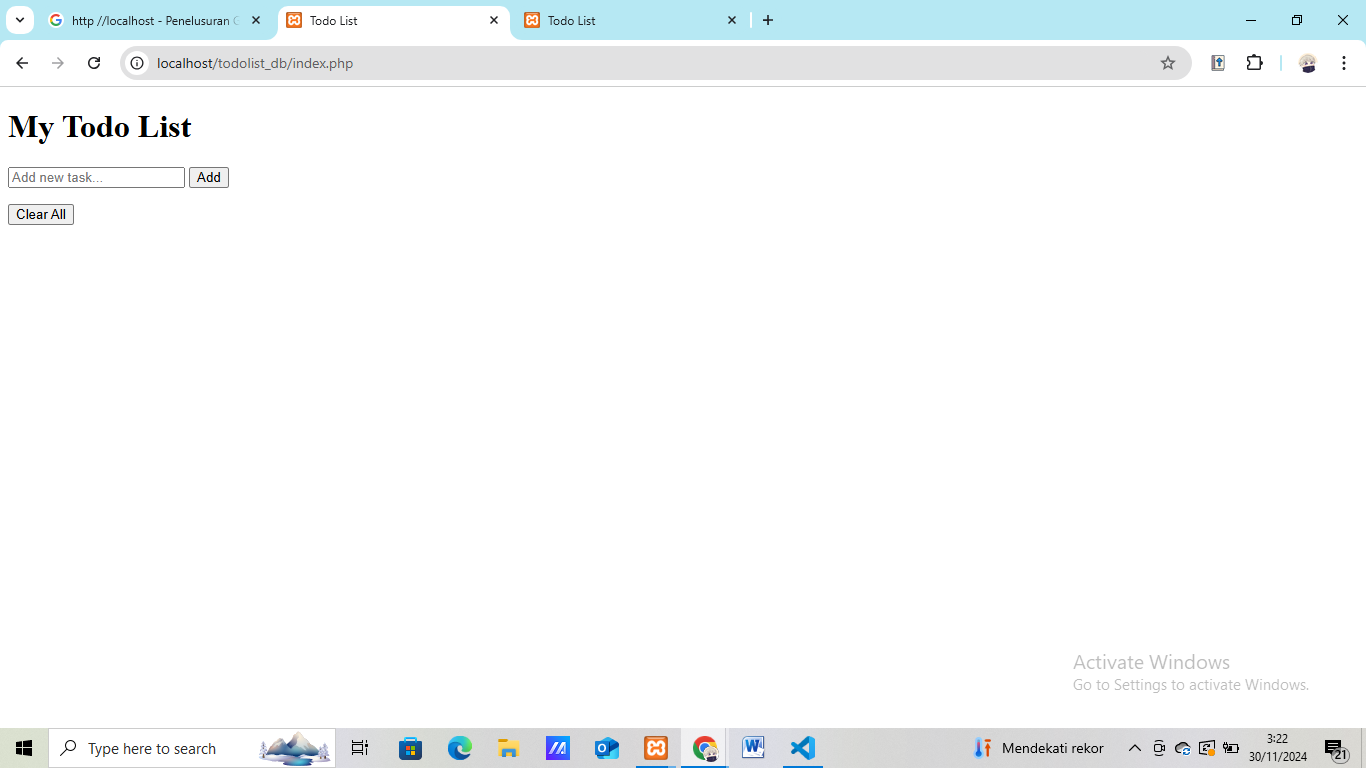 http://localhost - Penelusuran G
Todo List
Todo List
localhost/todolist_db/index.php
My Todo List
Add new task...
Add
Clear All
Activate Windows
Go to Settings to activate Windows.
Type here to search
Mendekati rekor
3:22
30/11/2024
21